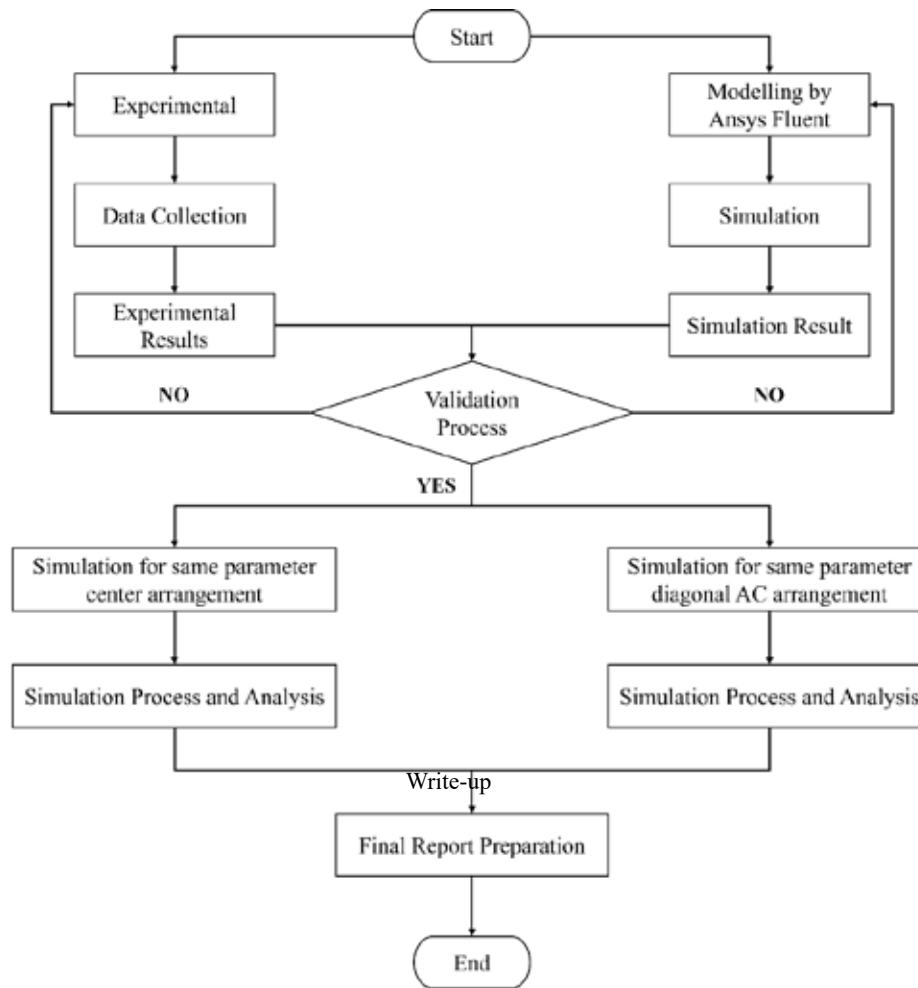 Start
Experimental
Modelling by
Ansys Fluent
Data Collection
Simulation
Experimental
Results
Simulation Result
NO
Validation
Process
NO
YES
Simulation for same parameter
center arrangement
Simulation for same parameter
diagonal AC arrangement
Simulation Process and Analysis
Simulation Process and Analysis
Write-up
Final Report Preparation
End